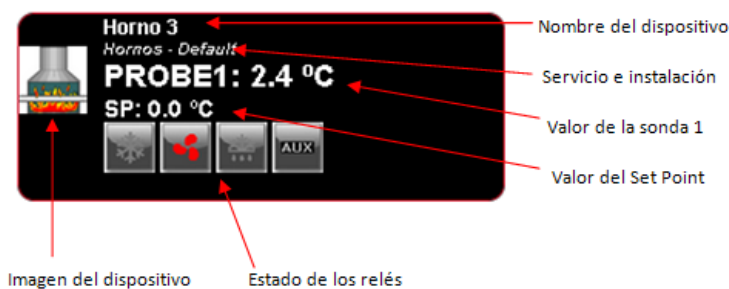 Horno 3
Hornos - Default
PROBE1: 2.4 ºC
SP: 0.0 ºC
AUX
Nombre del dispositivo
Servicio e instalación
Valor de la sonda 1
Valor del Set Point
Imagen del dispositivo
Estado de los relés